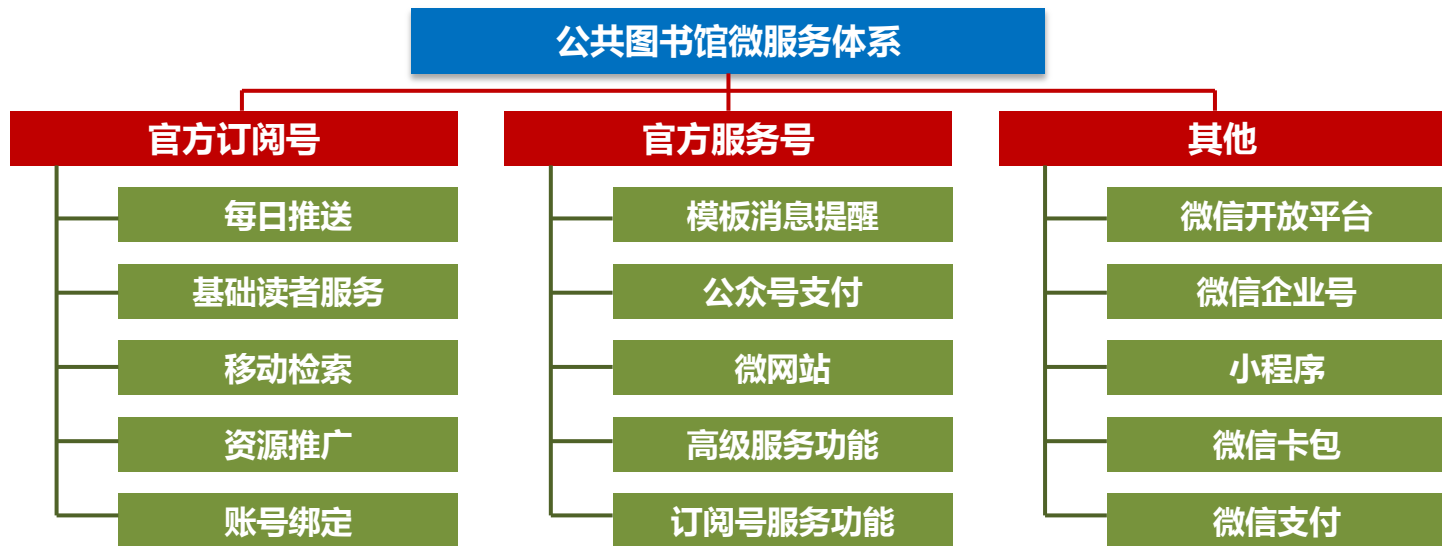 公共图书馆微服务体系
官方订阅号
每日推送
基础读者服务
移动检索
资源推广
账号绑定
官方服务号
模板消息提醒
公众号支付
微网站
高级服务功能
订阅号服务功能
其他
微信开放平台
微信企业号
小程序
微信卡包
微信支付